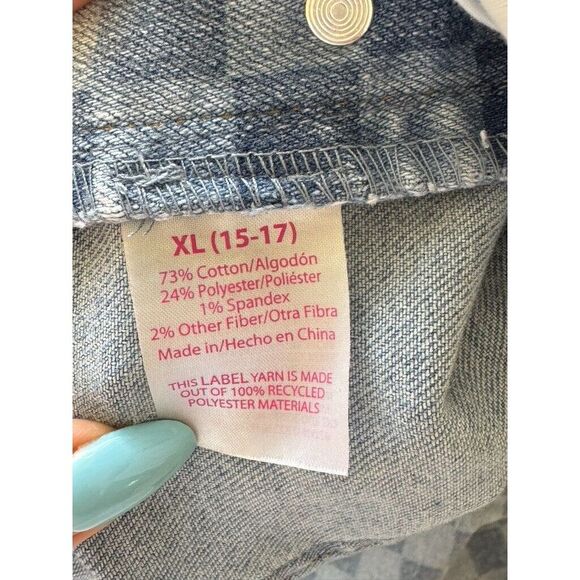 XL (15-17)
73% Cotton/Algodón
24% Polyester/Poliéster
1% Spandex
2% Other Fiber/Otra Fibra
Made in/Hecho en China
THIS LABEL YARN IS MADE
OUT OF 100% RECYCLED
POLYESTER MATERIALS